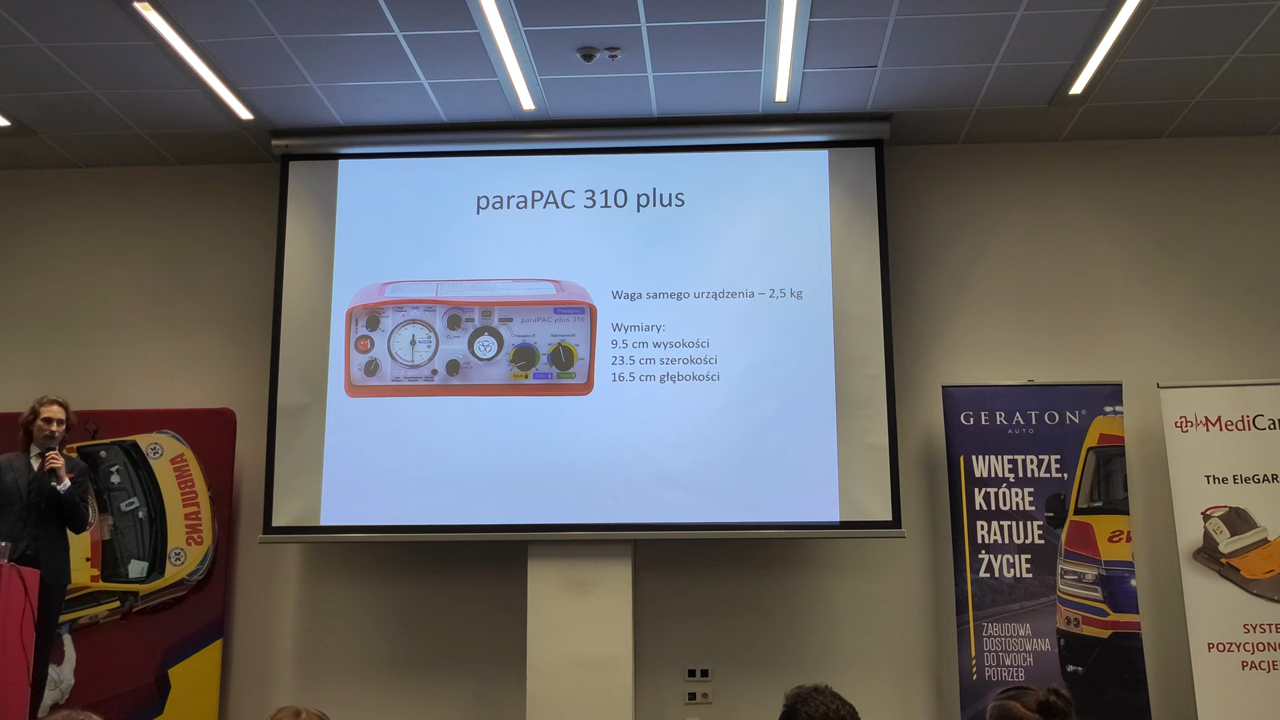 paraPAC 310 plus
Waga samego urządzenia – 2,5 kg
Wymiary:
9.5 cm wysokości
23.5 cm szerokości
16.5 cm głębokości
paraPAC plus 310
AMBULANS
GERATON®
AUTO
WNĘTRZE,
KTÓRE
RATUJE
ŻYCIE
ZABUDOWA
DOSTOSOWANA
DO TWOICH
POTRZEB
MediCar
The EleGAR
SYSTE
POZYCJONO
PACJE